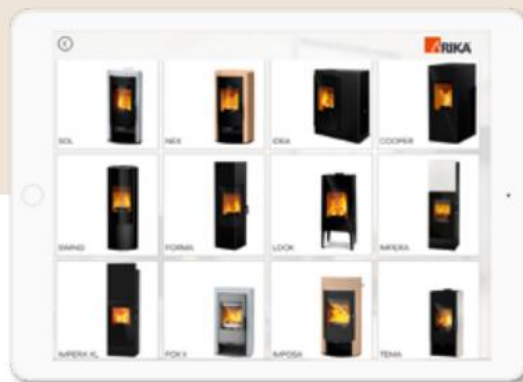 RIKA
SOL
NEX
IDEA
COOPER
SWING
FORMA
LOOK
IMPERA
IMPERA XL
FOX II
IMPOSA
TEMA